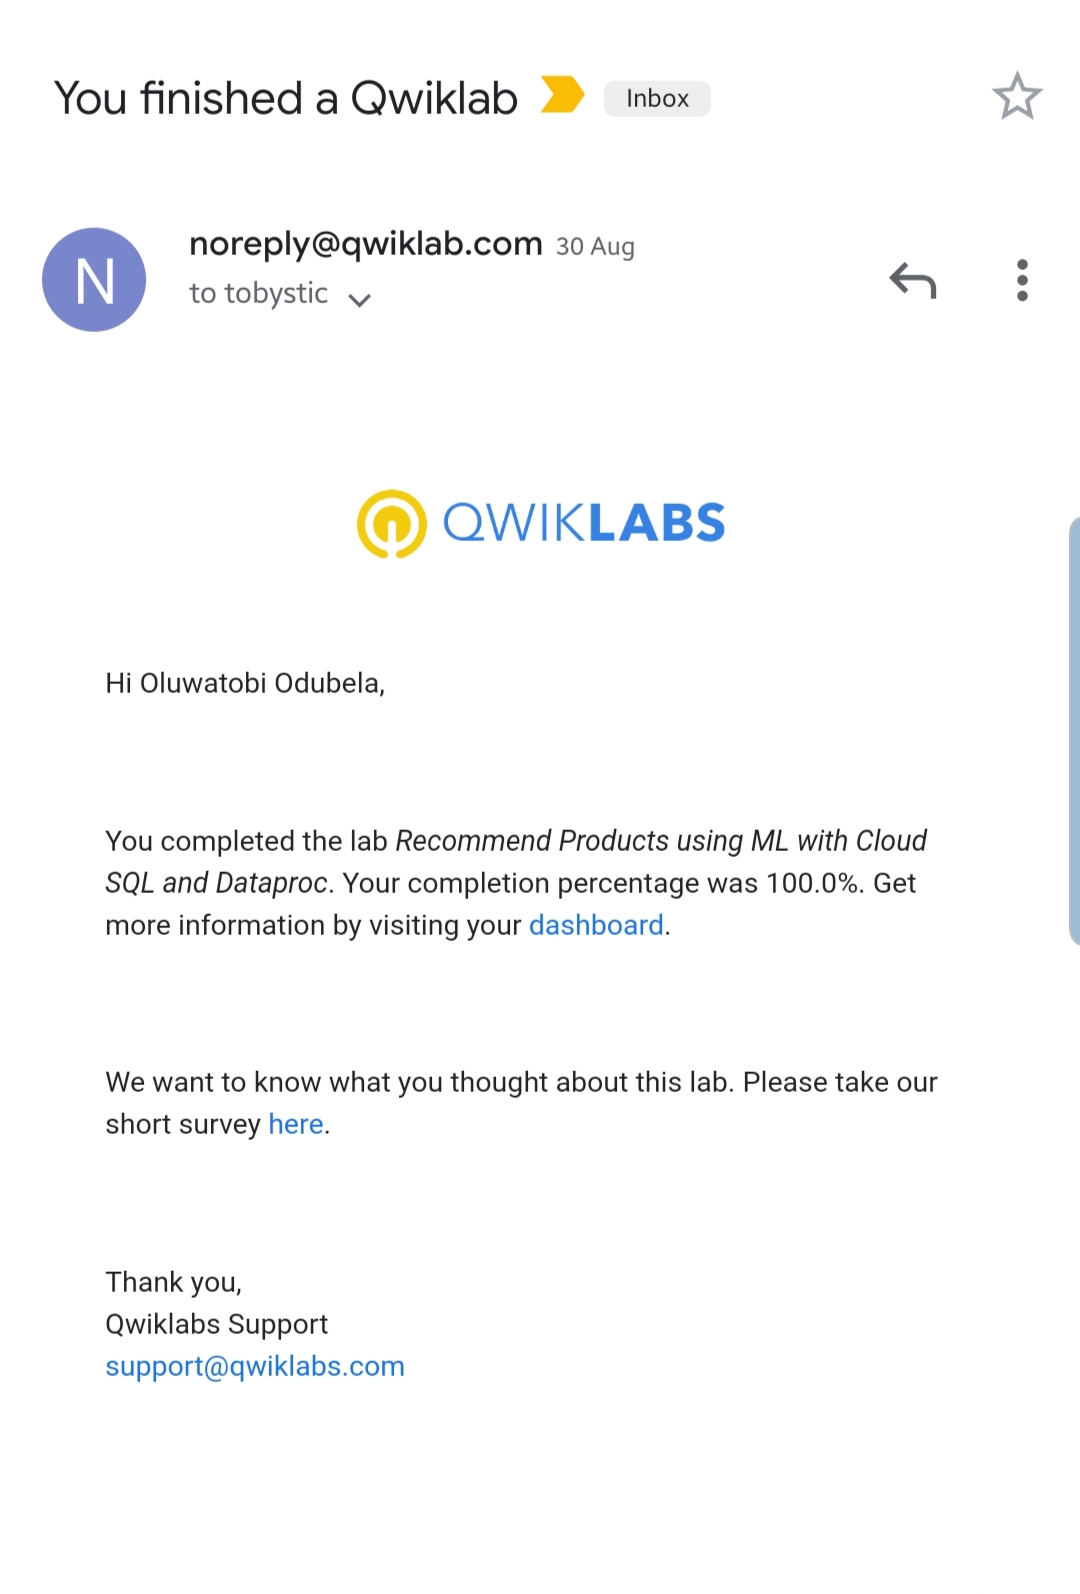 You finished a Qwiklab Inbox
N
noreply@qwiklab.com 30 Aug
to tobystic
QWIKLABS
Hi Oluwatobi Odubela,
You completed the lab Recommend Products using ML with Cloud
SQL and Dataproc. Your completion percentage was 100.0%. Get
more information by visiting your dashboard.
We want to know what you thought about this lab. Please take our
short survey here.
Thank you,
Qwiklabs Support
support@qwiklabs.com